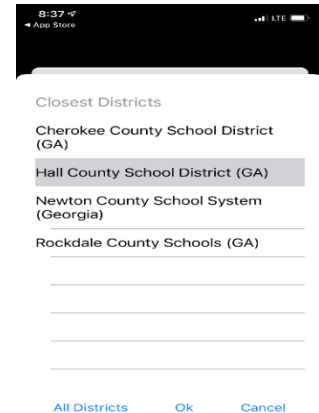 8:37
◄ App Store
LTE
Closest Districts
Cherokee County School District
(GA)
Hall County School District (GA)
Newton County School System
(Georgia)
Rockdale County Schools (GA)
All Districts Ok Cancel